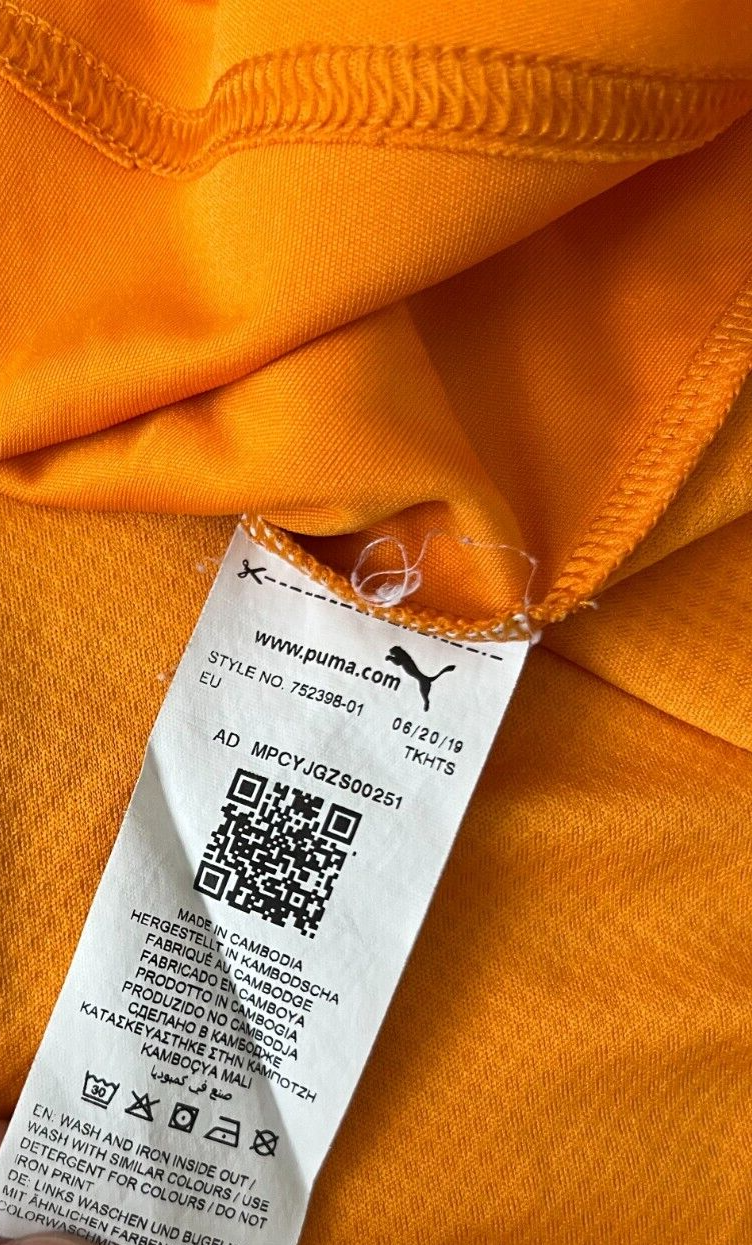 www.puma.com
STYLE NO. 752398-01
EU
06/20/19
TKHTS
AD MPCYJGZS00251
MADE IN CAMBODIA
HERGESTELLT IN KAMBODSCHA
FABRIQUÉ AU CAMBODGE
FABRICADO EN CAMBOYA
PRODOTTO IN CAMBOGIA
PRODUZIDO NO CAMBODJA
СДЕЛАНО В КАМБОДЖЕ
ΚΑΤΑΣΚΕΥΑΣΤΗΚΕ ΣΤΗΝ ΚΑΜΠΟΤΖΗ
KAMBOÇYA MALI
صنع في كمبوديا
30
EN: WASH AND IRON INSIDE OUT /
WASH WITH SIMILAR COLOURS / USE
DETERGENT FOR COLOURS / DO NOT
IRON PRINT
DE: LINKS WASCHEN UND BÜGELN
MIT ÄHNLICHEN FARBEN